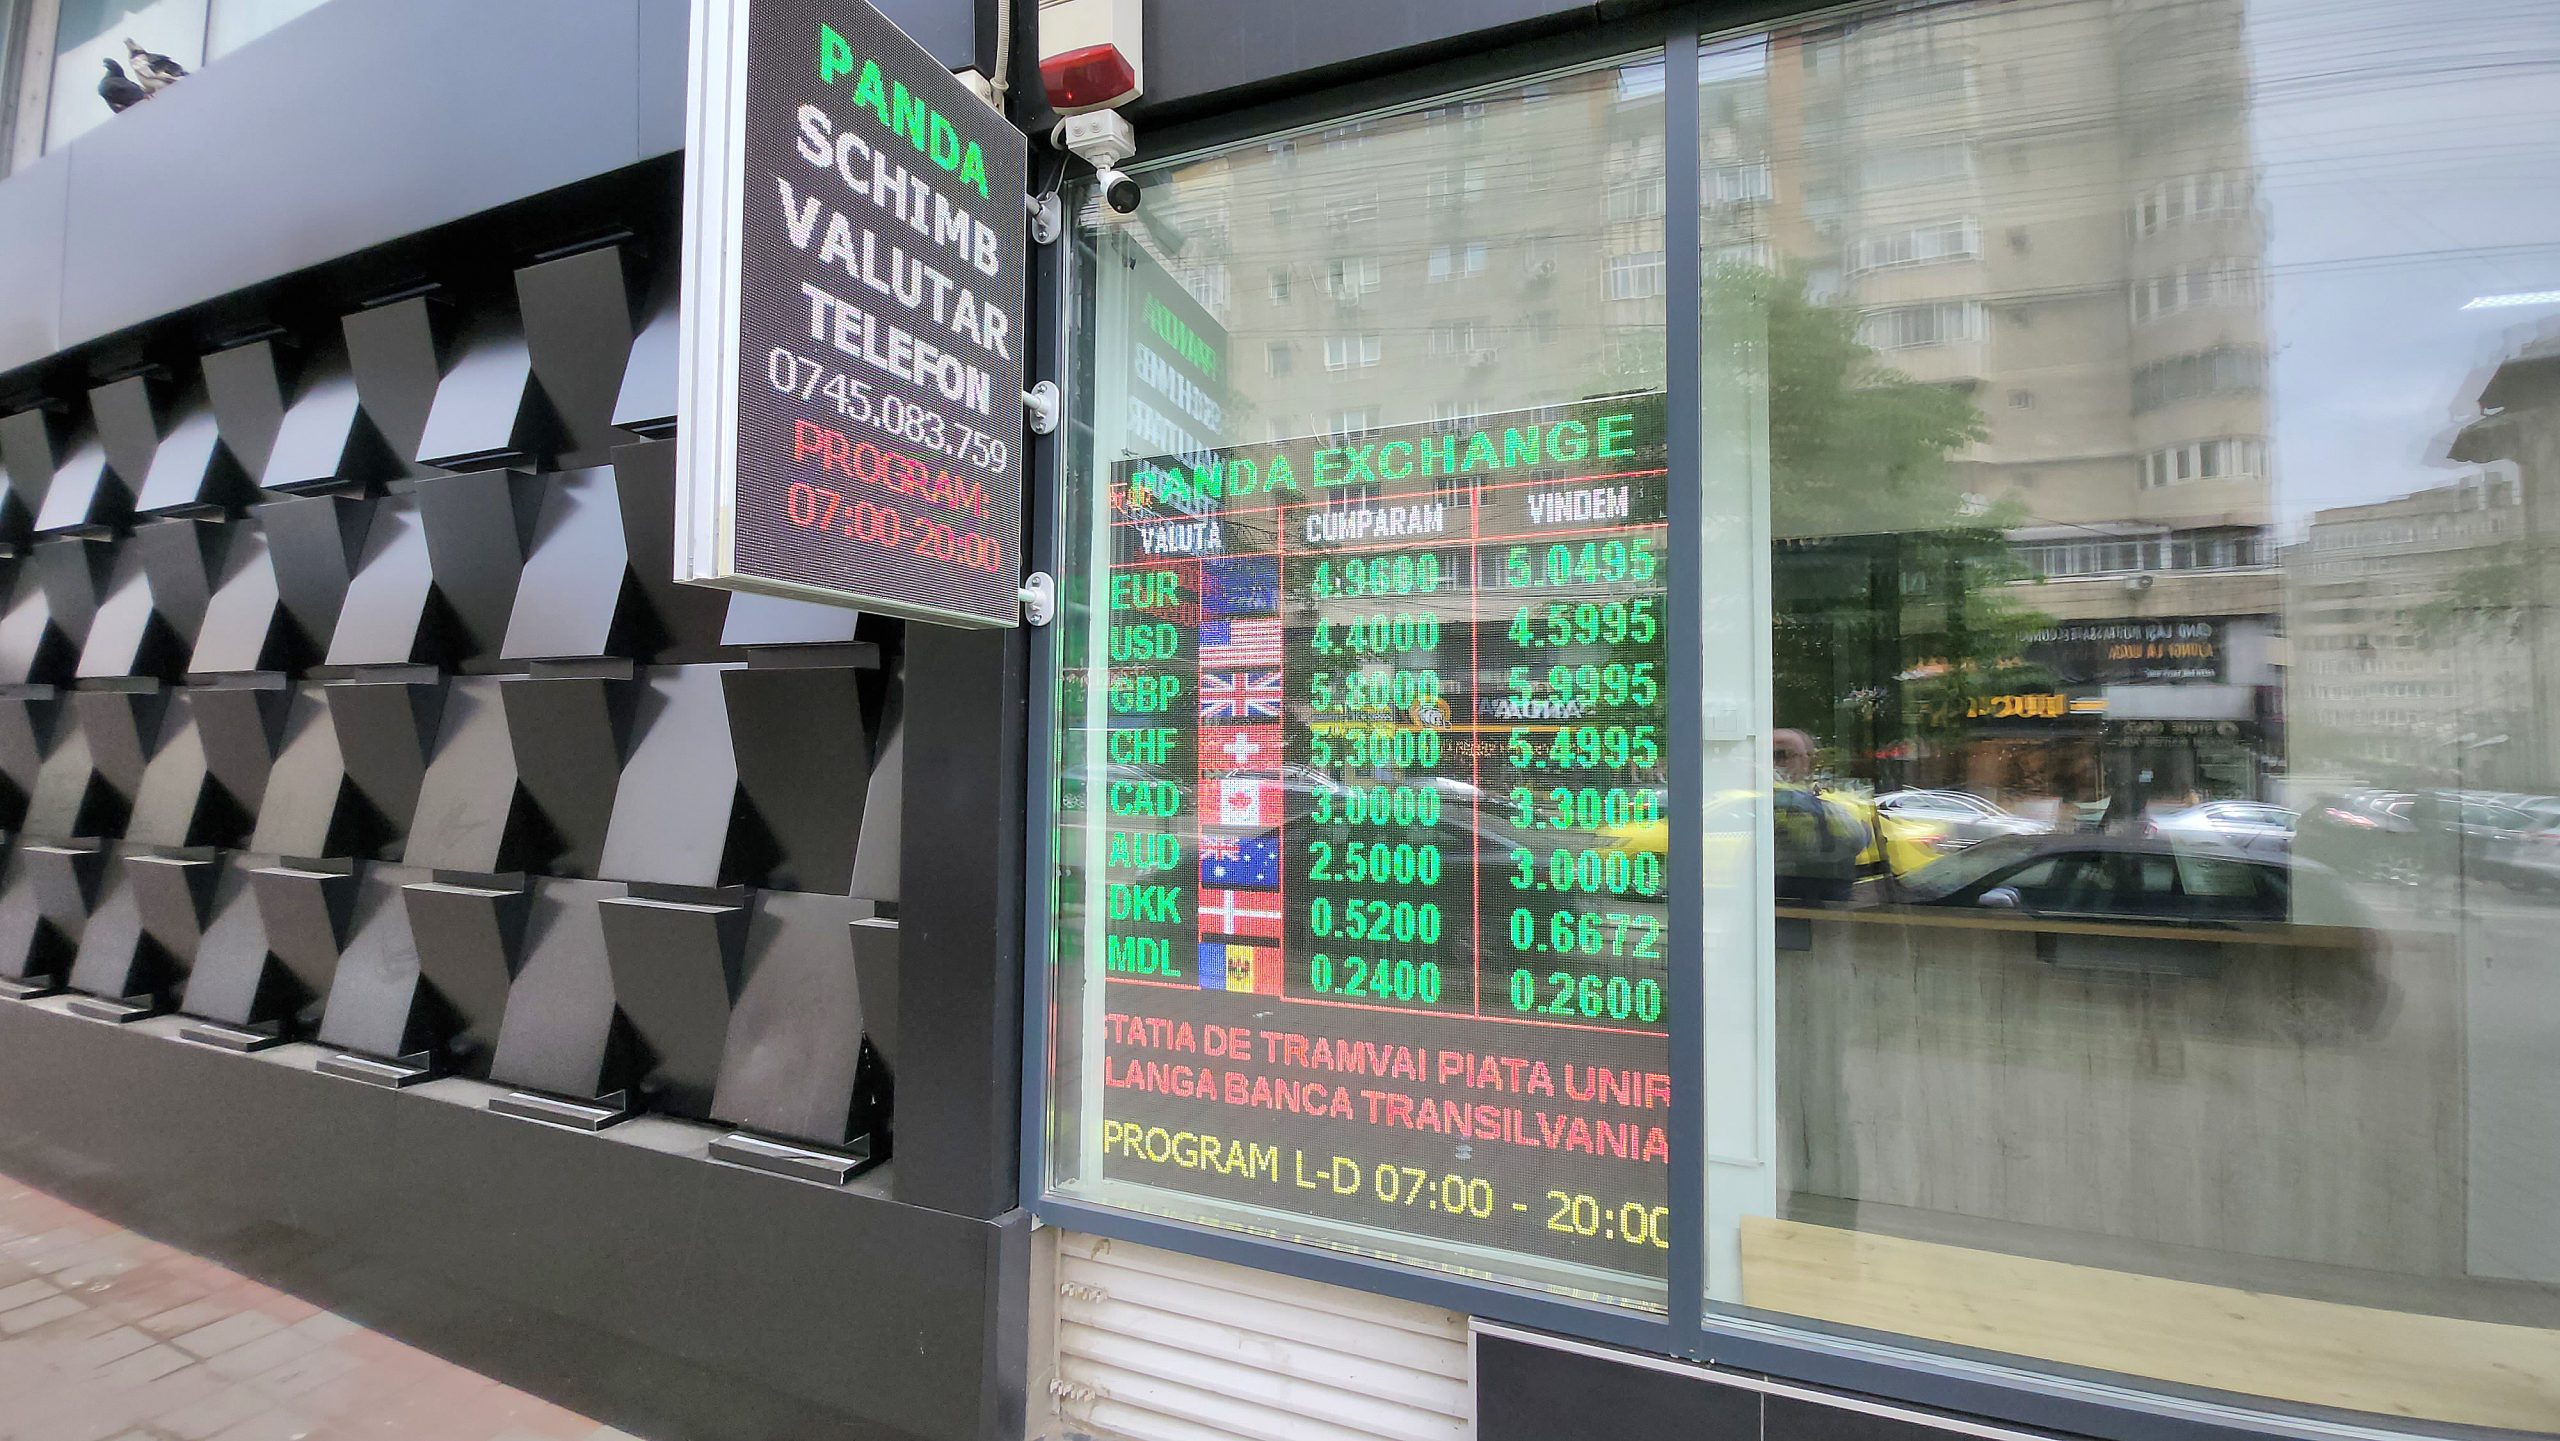 PANDA
SCHIMB
VALUTAR
TELEFON
0745.083.759
PROGRAM:
07:00-20:00
PANDA EXCHANGE
VALUTA CUMPARAM VINDEM
EUR 4.9600 5.0495
USD 4.4000 4.5995
GBP 5.8000 5.9995
CHF 5.3000 5.4995
CAD 3.0000 3.3000
AUD 2.5000 3.0000
DKK 0.5200 0.6672
MDL 0.2400 0.2600
STATIA DE TRAMVAI PIATA UNIR
LANGA BANCA TRANSILVANIA
PROGRAM L-D 07:00 - 20:00